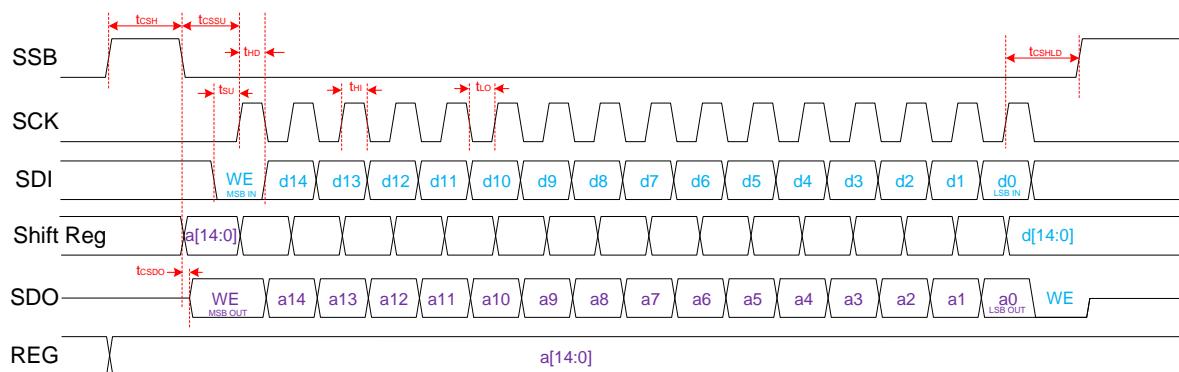 tCSH tCSSU
SSB tHD tCSHLD
tSU tHI tLO
SCK
SDI WE d14 d13 d12 d11 d10 d9 d8 d7 d6 d5 d4 d3 d2 d1 d0
MSB IN LSB IN
Shift Reg a[14:0] d[14:0]
tCSDO
SDO WE a14 a13 a12 a11 a10 a9 a8 a7 a6 a5 a4 a3 a2 a1 a0 WE
MSB OUT LSB OUT
REG a[14:0]